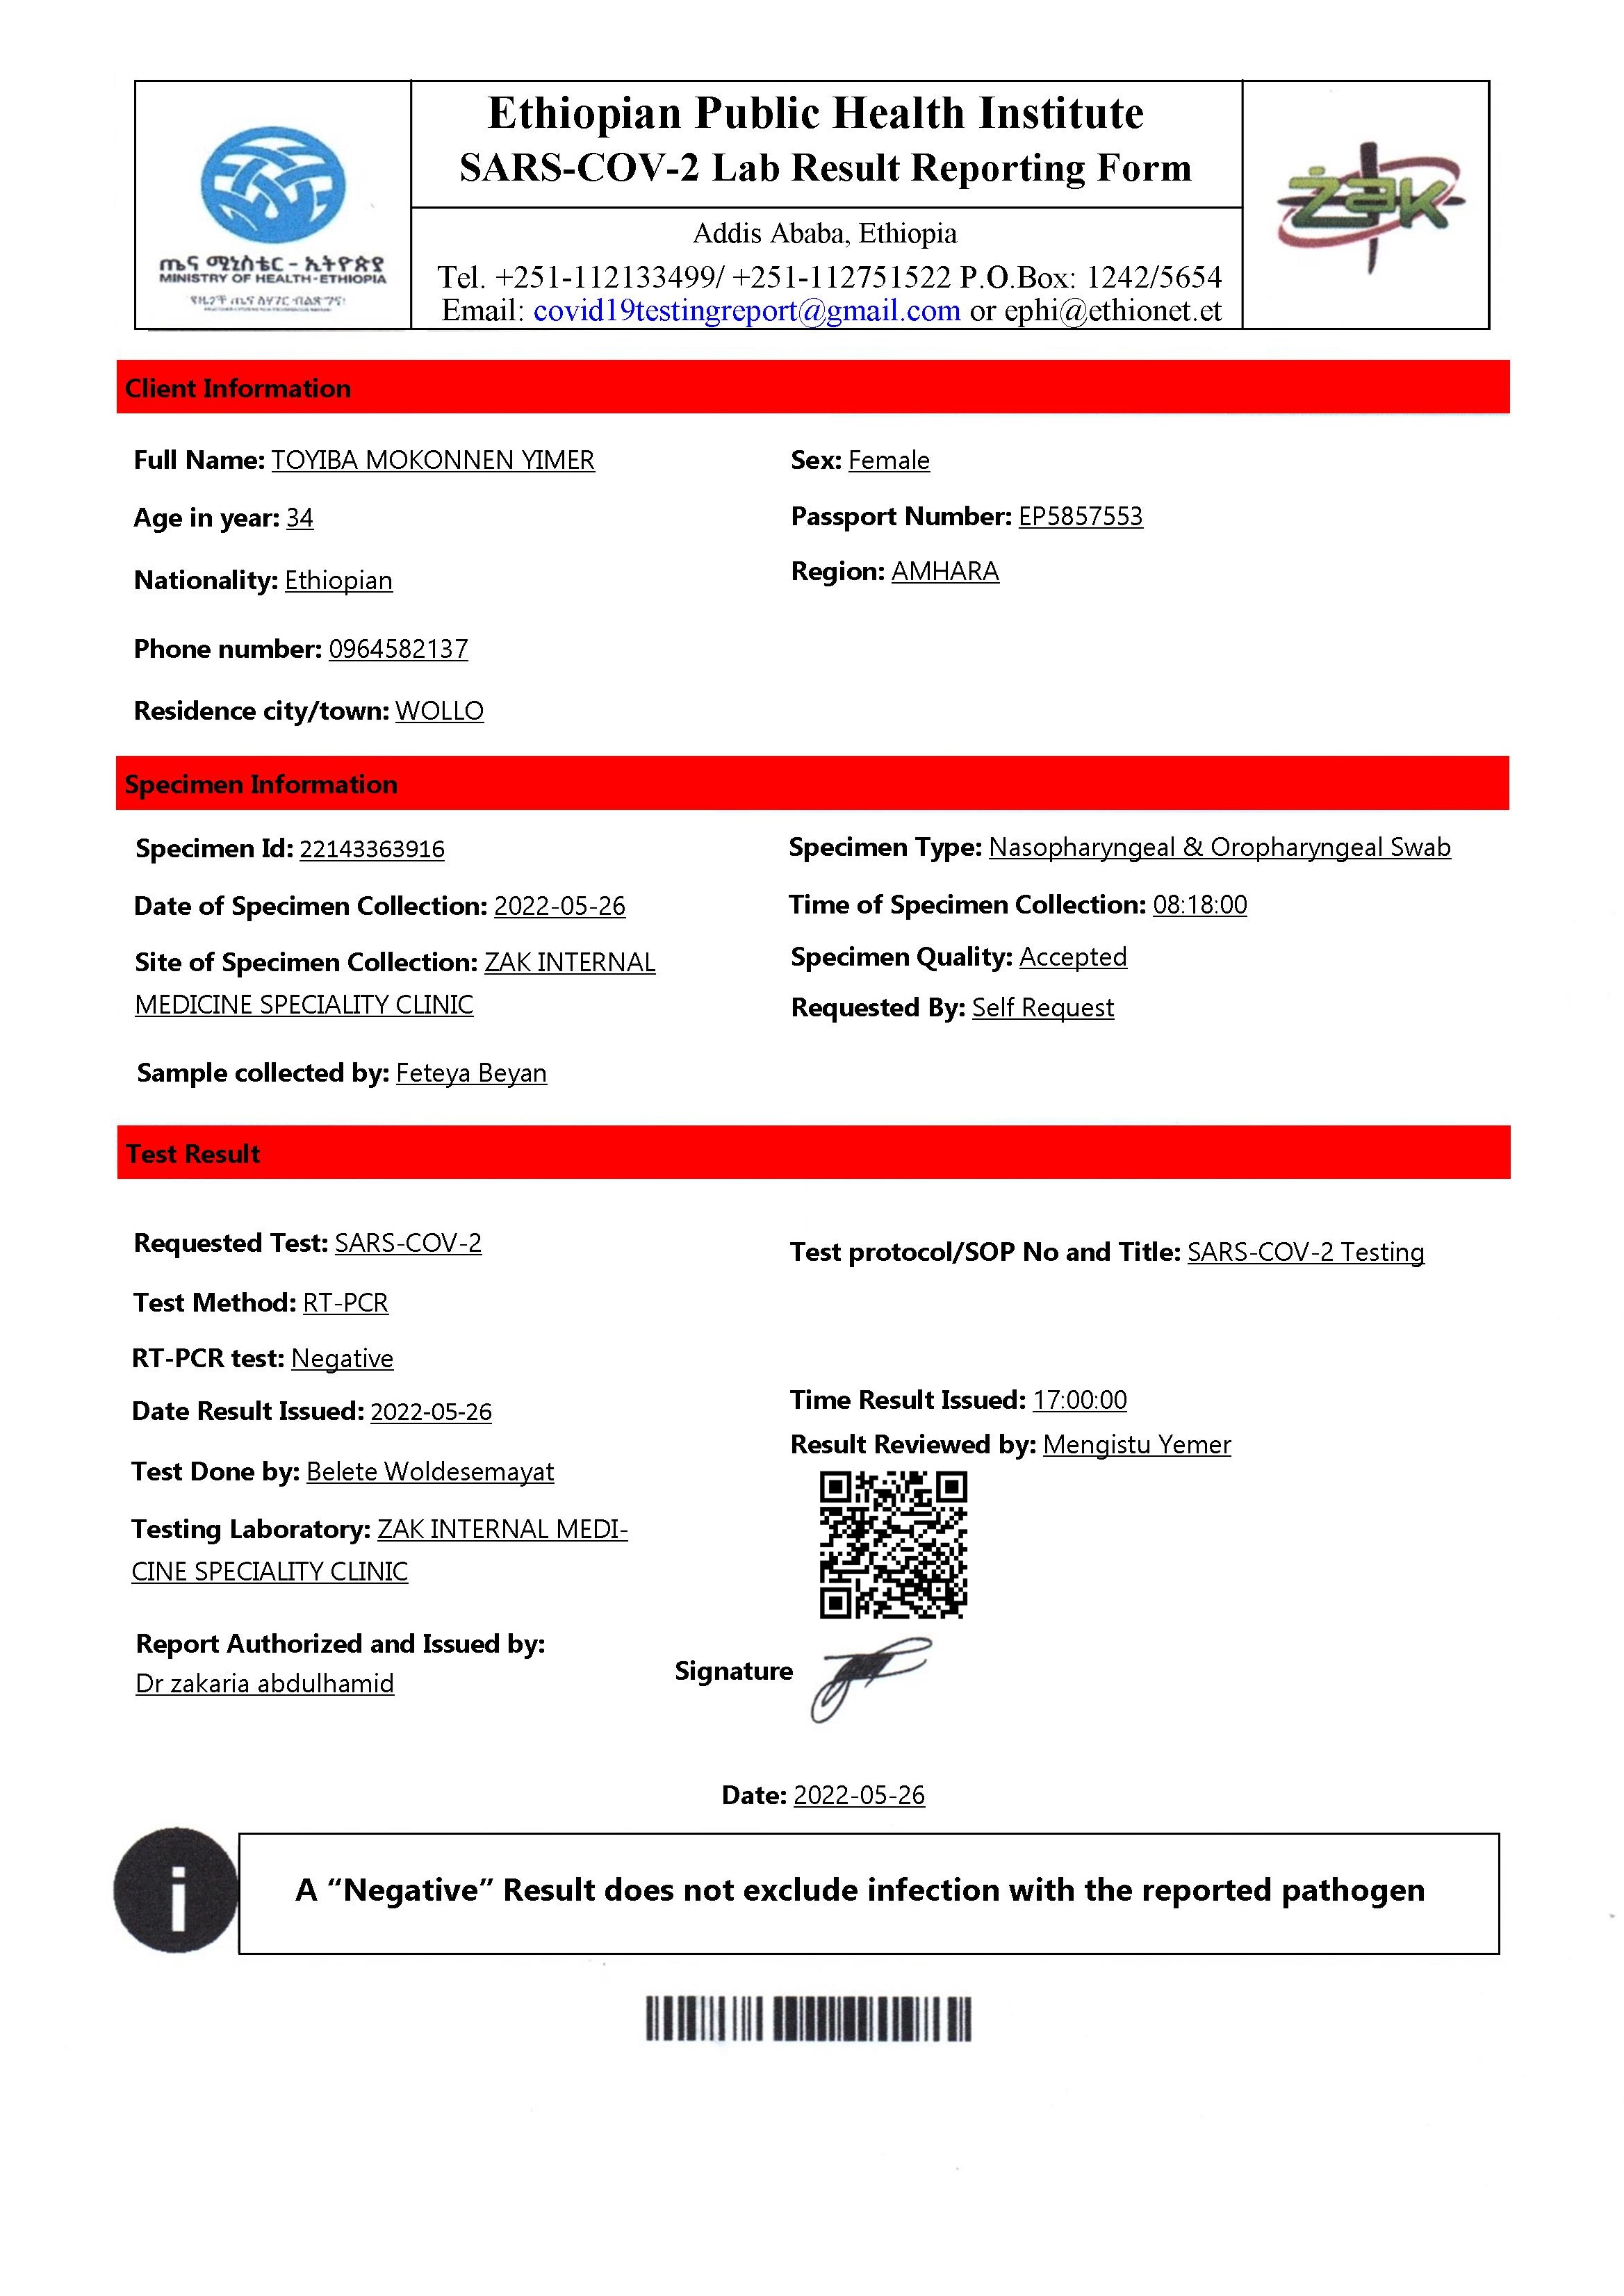 Ethiopian Public Health Institute
SARS-COV-2 Lab Result Reporting Form
ጤና ሚኒስቴር - ኢትዮጵያ
MINISTRY OF HEALTH-ETHIOPIA
Addis Ababa, Ethiopia
Tel. +251-112133499/ +251-112751522 P.O.Box: 1242/5654
Email: covid19testingreport@gmail.com or ephi@ethionet.et
żak
Client Information
Full Name: TOYIBA MOKONNEN YIMER
Sex: Female
Age in year: 34
Passport Number: EP5857553
Nationality: Ethiopian
Region: AMHARA
Phone number: 0964582137
Residence city/town: WOLLO
Specimen Information
Specimen Id: 22143363916
Specimen Type: Nasopharyngeal & Oropharyngeal Swab
Date of Specimen Collection: 2022-05-26
Time of Specimen Collection: 08:18:00
Site of Specimen Collection: ZAK INTERNAL
MEDICINE SPECIALITY CLINIC
Specimen Quality: Accepted
Requested By: Self Request
Sample collected by: Feteya Beyan
Test Result
Requested Test: SARS-COV-2
Test protocol/SOP No and Title: SARS-COV-2 Testing
Test Method: RT-PCR
RT-PCR test: Negative
Date Result Issued: 2022-05-26
Time Result Issued: 17:00:00
Result Reviewed by: Mengistu Yemer
Test Done by: Belete Woldesemayat
Testing Laboratory: ZAK INTERNAL MEDI-
CINE SPECIALITY CLINIC
Report Authorized and Issued by:
Dr zakaria abdulhamid
Signature
Date: 2022-05-26
i
A “Negative” Result does not exclude infection with the reported pathogen